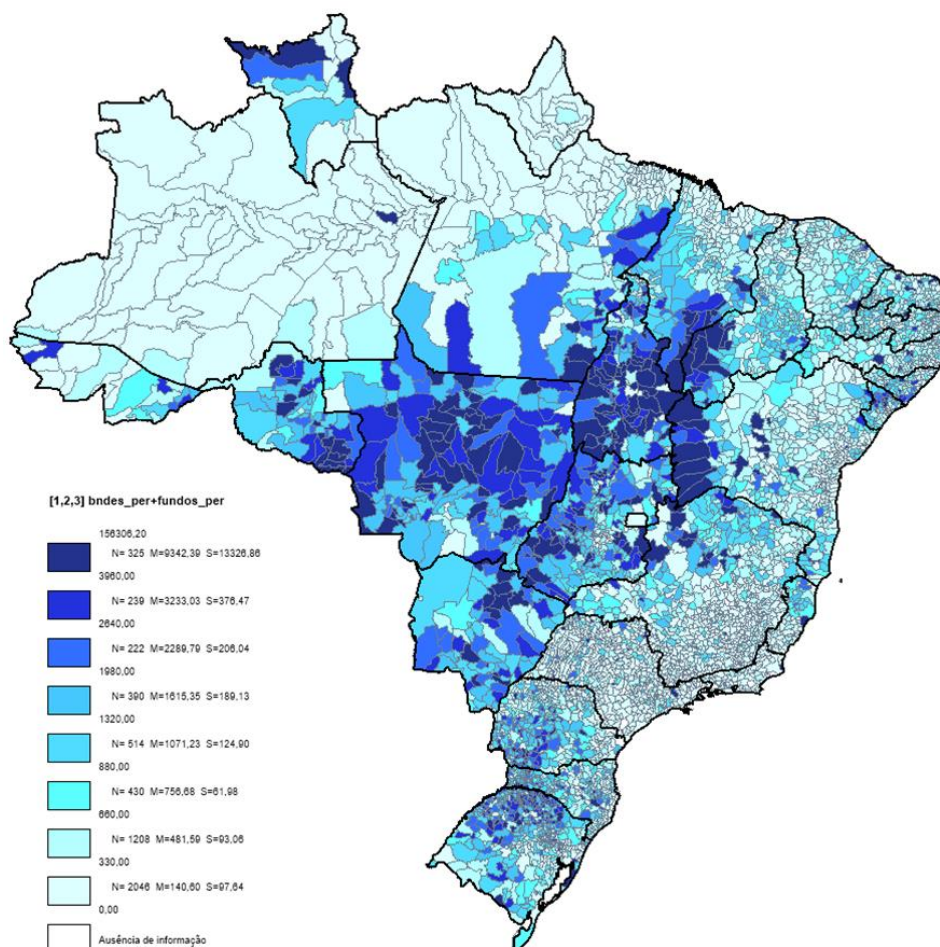 [1,2,3] bndes_per+fundos_per
156306,20
N= 325 M=9342,39 S=13326,86
3960,00
N= 239 M=3233,03 S=376,47
2640,00
N= 222 M=2289,79 S=206,04
1980,00
N= 390 M=1615,35 S=189,13
1320,00
N= 514 M=1071,23 S=124,90
880,00
N= 430 M=756,68 S=61,98
660,00
N= 1208 M=481,59 S=93,06
330,00
N= 2046 M=140,60 S=97,64
0,00
Ausência de informação